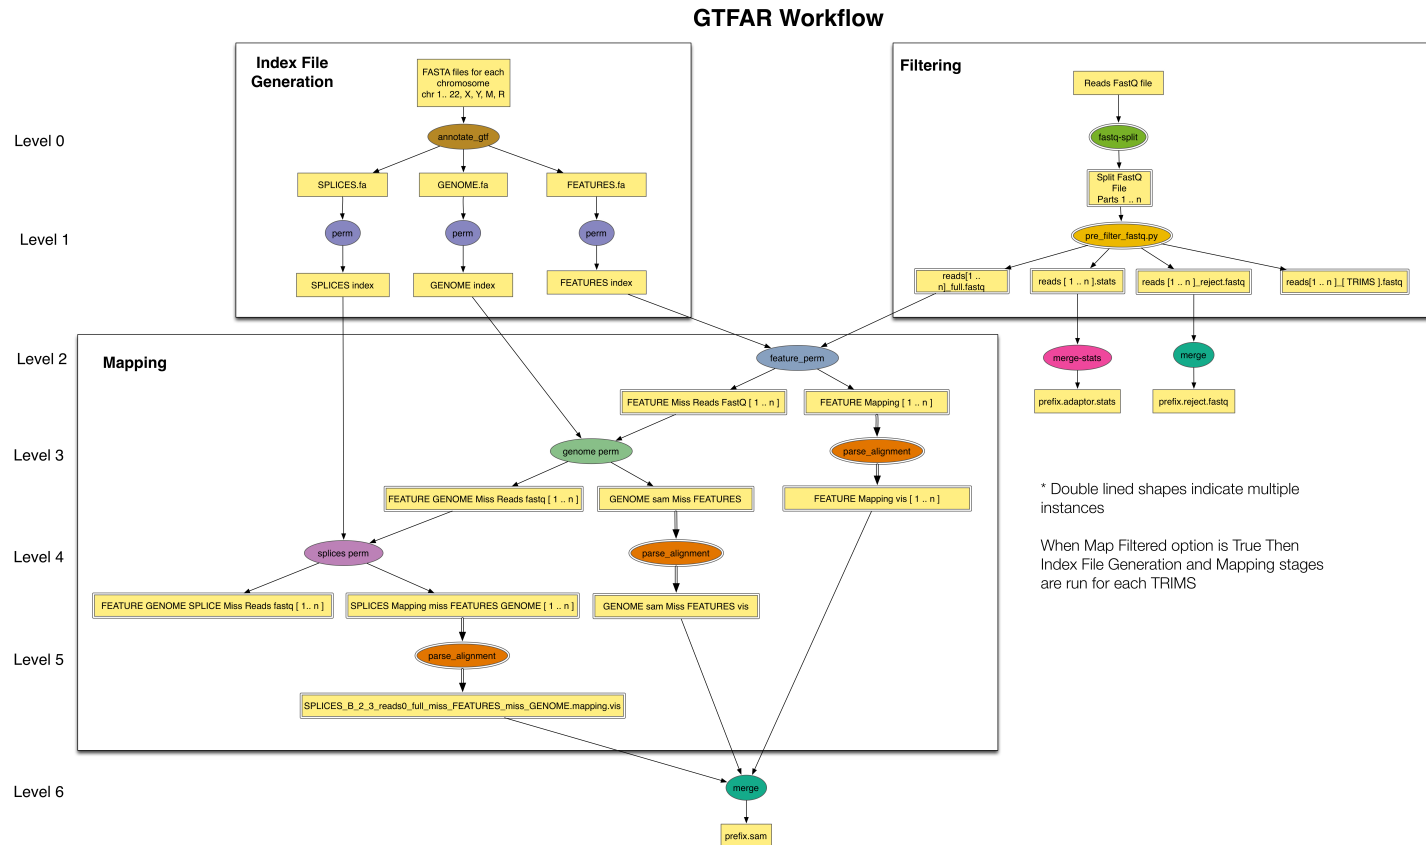 GTFAR Workflow
Index File
Generation
FASTA files for each
chromosome
chr 1.. 22, X, Y, M, R
Filtering
Reads FastQ file
Level 0
annotate_gtf
fastq-split
SPLICES.fa
GENOME.fa
FEATURES.fa
Split FastQ
File
Parts 1 .. n
Level 1
perm
perm
perm
pre_filter_fastq.py
SPLICES index
GENOME index
FEATURES index
reads[1 ..
n]_full.fastq
reads [ 1 .. n ].stats
reads [1 .. n ]_reject.fastq
reads[1 .. n ]_[ TRIMS ].fastq
Level 2
Mapping
feature_perm
merge-stats
merge
FEATURE Miss Reads FastQ [ 1 .. n ]
FEATURE Mapping [ 1 .. n ]
prefix.adaptor.stats
prefix.reject.fastq
Level 3
genome perm
parse_alignment
FEATURE GENOME Miss Reads fastq [ 1 .. n ]
GENOME sam Miss FEATURES
FEATURE Mapping vis [ 1 .. n ]
* Double lined shapes indicate multiple
instances
When Map Filtered option is True Then
Index File Generation and Mapping stages
are run for each TRIMS
Level 4
splices perm
parse_alignment
FEATURE GENOME SPLICE Miss Reads fastq [ 1.. n ]
SPLICES Mapping miss FEATURES GENOME [ 1 .. n ]
GENOME sam Miss FEATURES vis
Level 5
parse_alignment
SPLICES_B_2_3_reads0_full_miss_FEATURES_miss_GENOME.mapping.vis
Level 6
merge
prefix.sam